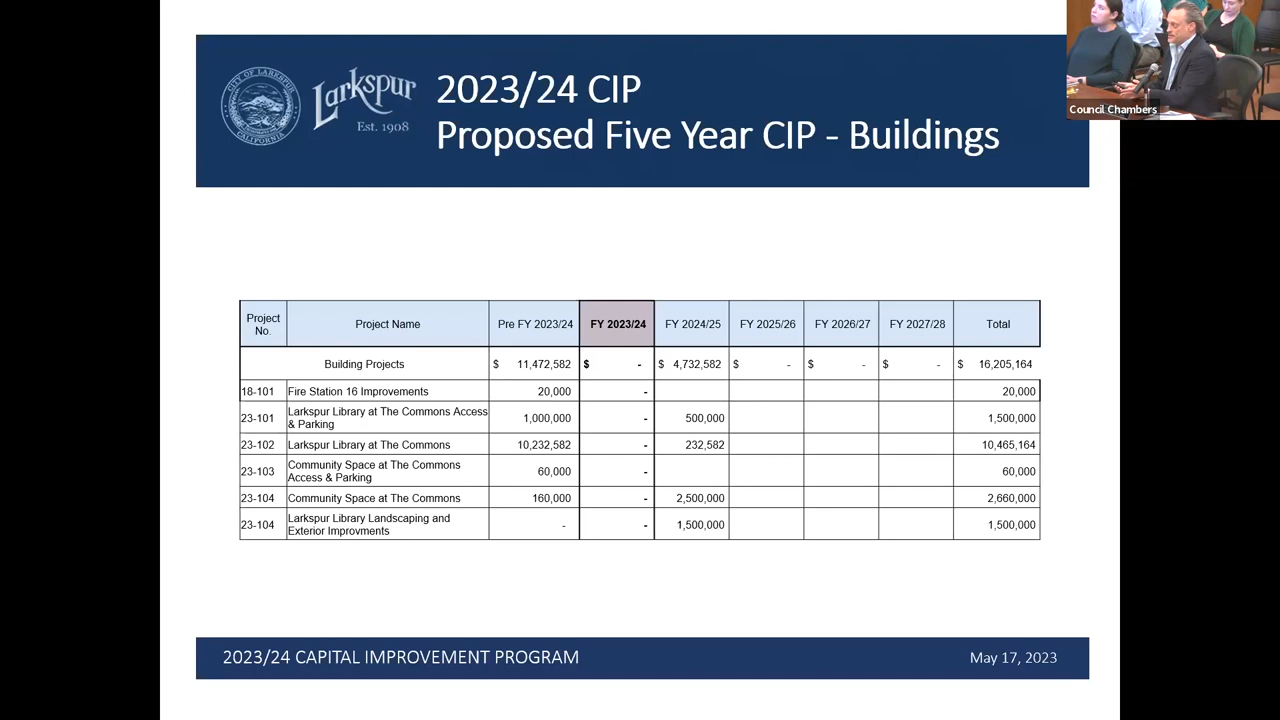 Council Chambers
CITY OF LARKSPUR
CALIFORNIA
Larkspur
Est. 1908
2023/24 CIP
Proposed Five Year CIP - Buildings
Project No. Project Name Pre FY 2023/24 FY 2023/24 FY 2024/25 FY 2025/26 FY 2026/27 FY 2027/28 Total
Building Projects $ 11,472,582 $ - $ 4,732,582 $ - $ - $ - $ 16,205,164
18-101 Fire Station 16 Improvements 20,000 - 20,000
23-101 Larkspur Library at The Commons Access & Parking 1,000,000 - 500,000 1,500,000
23-102 Larkspur Library at The Commons 10,232,582 - 232,582 10,465,164
23-103 Community Space at The Commons Access & Parking 60,000 - 60,000
23-104 Community Space at The Commons 160,000 - 2,500,000 2,660,000
23-104 Larkspur Library Landscaping and Exterior Improvments - - 1,500,000 1,500,000
2023/24 CAPITAL IMPROVEMENT PROGRAM
May 17, 2023